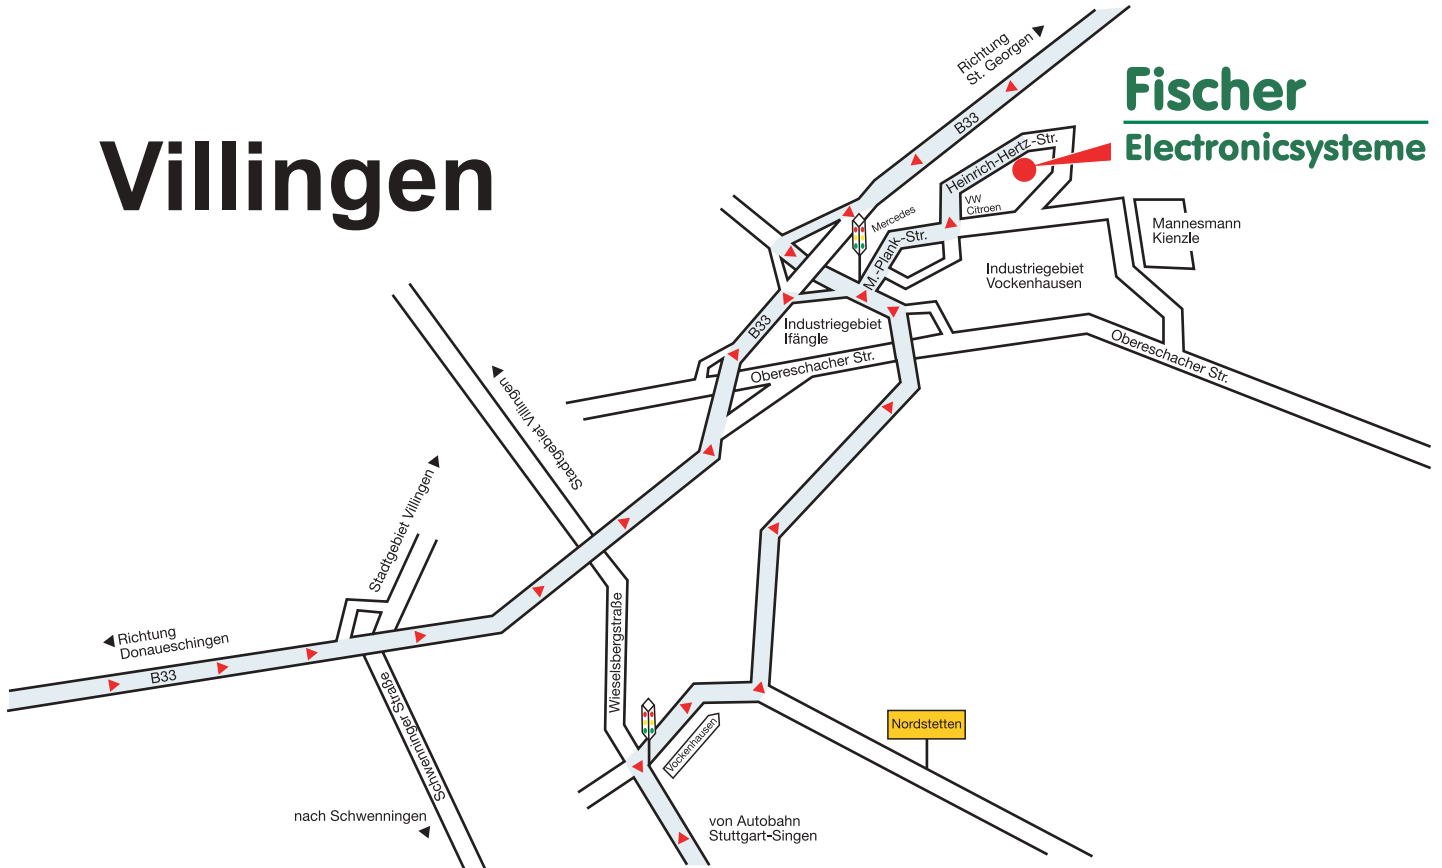 Villingen
Richtung
St. Georgen
B33
Fischer
Electronicsysteme
Heinrich-Hertz-Str.
VW
Citroen
Mercedes
M.-Plank-Str.
Mannesmann
Kienzle
Industriegebiet
Vockenhausen
Industriegebiet
Ifängle
B33
Obereschacher Str.
Obereschacher Str.
Stadtgebiet Villingen
Stadtgebiet Villingen
Richtung
Donaueschingen
B33
Wieselsbergstraße
Schwenninger Straße
Vockenhausen
Nordstetten
nach Schwenningen
von Autobahn
Stuttgart-Singen